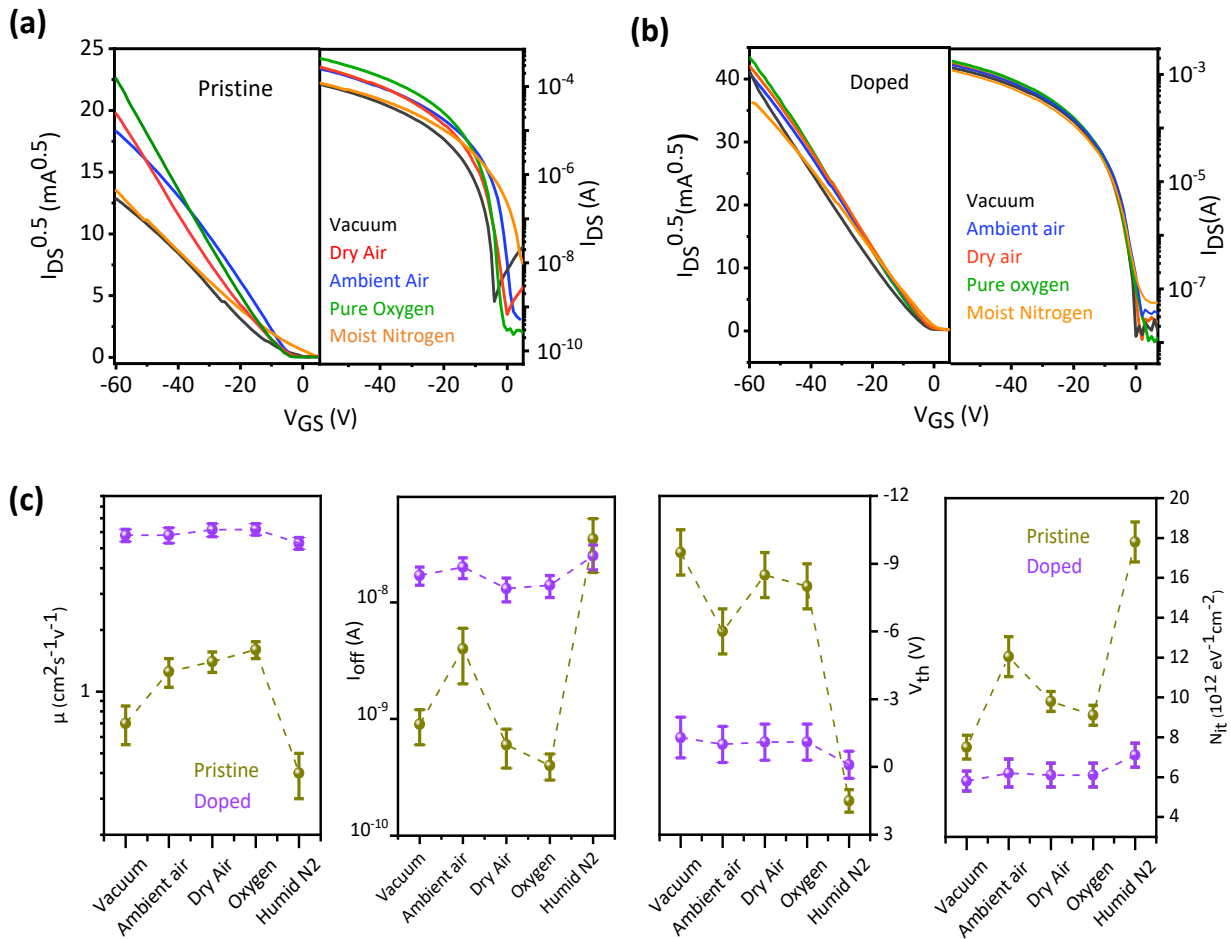 (a)
25
20
15
10
5
0
I_DS^0.5 (mA^0.5)
Pristine
Vacuum
Dry Air
Ambient Air
Pure Oxygen
Moist Nitrogen
10^-4
10^-6
10^-8
10^-10
I_DS (A)
-60 -40 -20 0 -40 -20 0
V_GS (V)
(b)
40
30
20
10
0
I_DS^0.5(mA^0.5)
Doped
Vacuum
Ambient air
Dry air
Pure oxygen
Moist Nitrogen
10^-3
10^-5
10^-7
I_DS(A)
-60 -40 -20 0 -40 -20 0
V_GS (V)
(c)
μ (cm^2s^-1v^-1)
1
Pristine
Doped
Vacuum
Ambient air
Dry Air
Oxygen
Humid N2
I_off (A)
10^-8
10^-9
10^-10
Vacuum
Ambient air
Dry Air
Oxygen
Humid N2
-12
-9
-6
-3
0
3
V_th (V)
Vacuum
Ambient air
Dry Air
Oxygen
Humid N2
Pristine
Doped
20
18
16
14
12
10
8
6
4
N_it (10^12 eV^-1cm^-2)
Vacuum
Ambient air
Dry Air
Oxygen
Humid N2